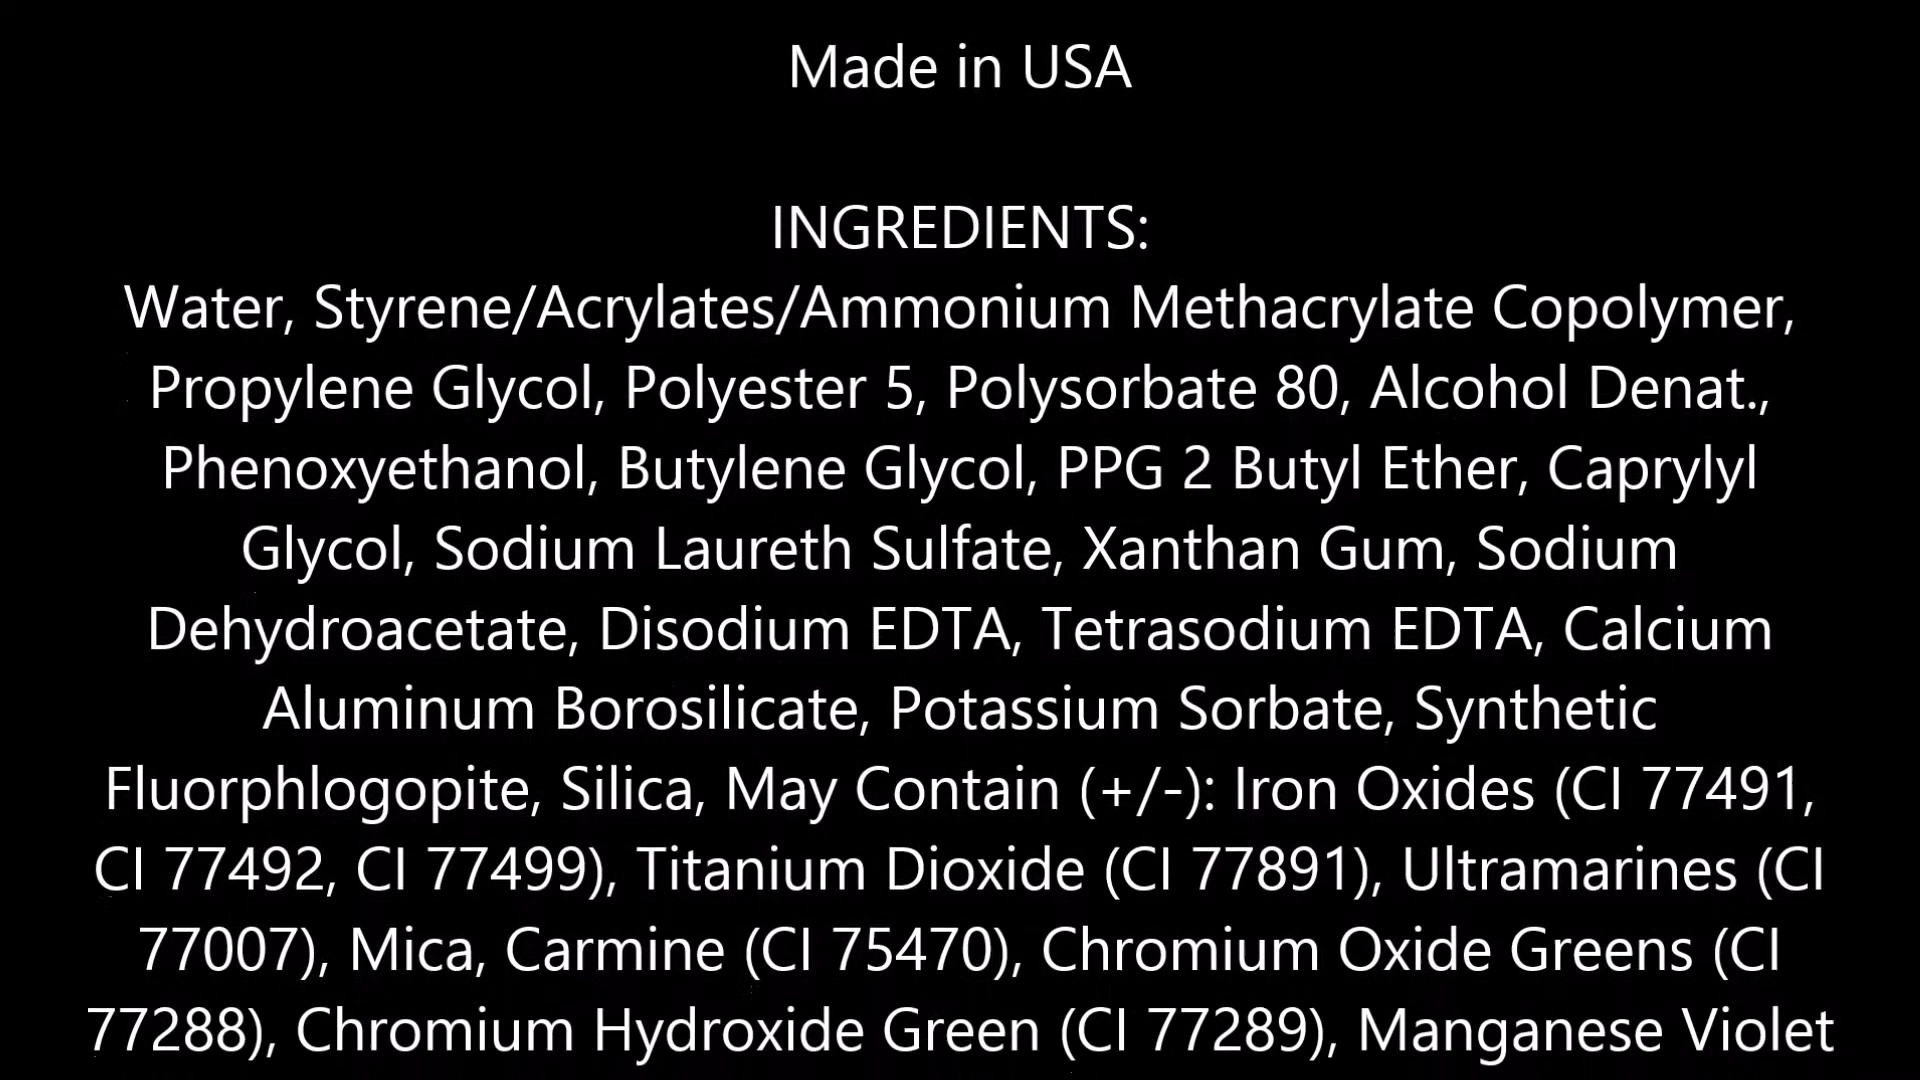 Made in USA
INGREDIENTS:
Water, Styrene/Acrylates/Ammonium Methacrylate Copolymer,
Propylene Glycol, Polyester 5, Polysorbate 80, Alcohol Denat.,
Phenoxyethanol, Butylene Glycol, PPG 2 Butyl Ether, Caprylyl
Glycol, Sodium Laureth Sulfate, Xanthan Gum, Sodium
Dehydroacetate, Disodium EDTA, Tetrasodium EDTA, Calcium
Aluminum Borosilicate, Potassium Sorbate, Synthetic
Fluorphlogopite, Silica, May Contain (+/-): Iron Oxides (CI 77491,
CI 77492, CI 77499), Titanium Dioxide (CI 77891), Ultramarines (CI
77007), Mica, Carmine (CI 75470), Chromium Oxide Greens (CI
77288), Chromium Hydroxide Green (CI 77289), Manganese Violet